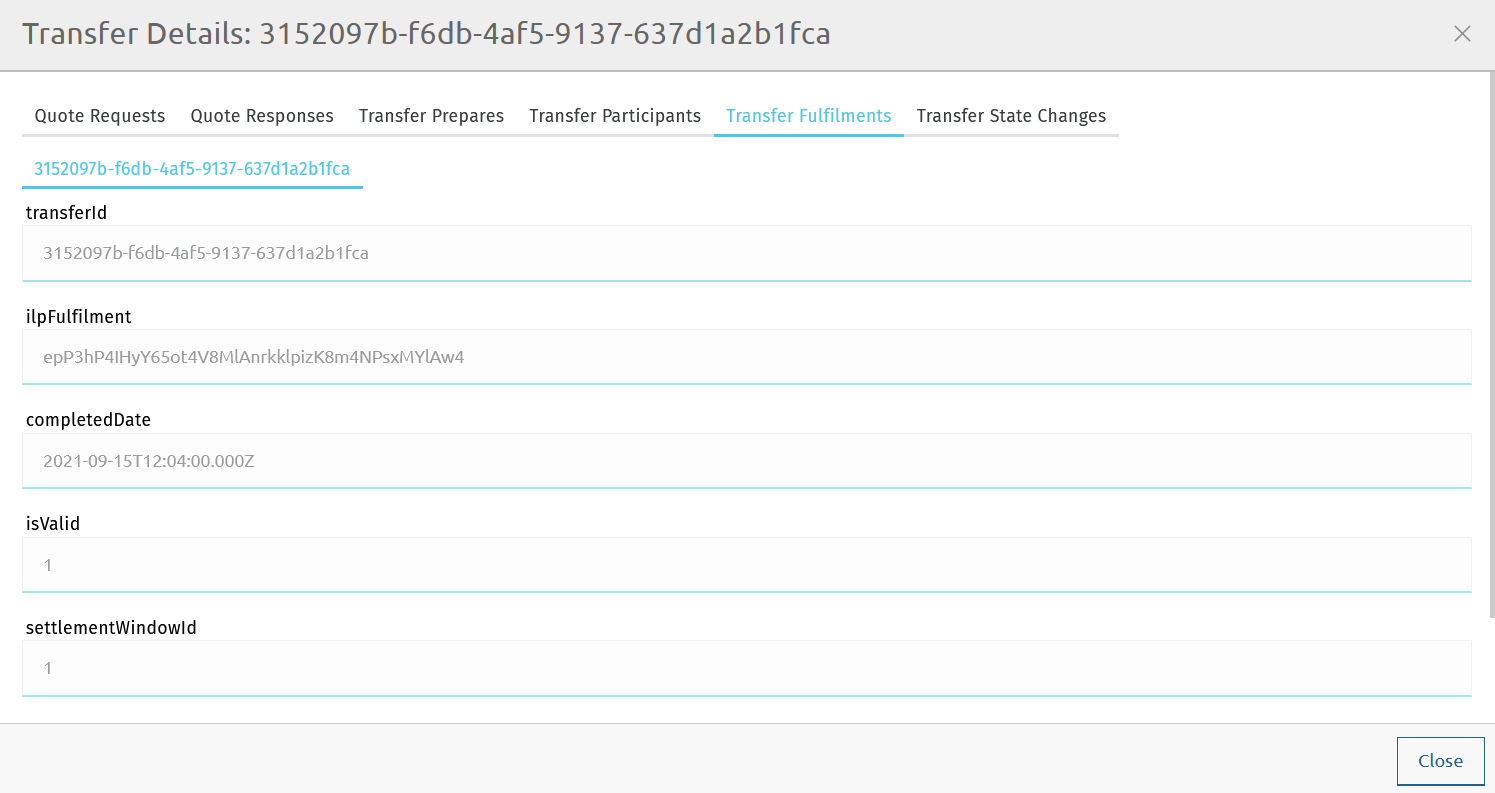 Transfer Details: 3152097b-f6db-4af5-9137-637d1a2b1fca
Quote Requests Quote Responses Transfer Prepares Transfer Participants Transfer Fulfilments Transfer State Changes
3152097b-f6db-4af5-9137-637d1a2b1fca
transferId
3152097b-f6db-4af5-9137-637d1a2b1fca
ilpFulfilment
epP3hP4IHyY65ot4V8MlAnrkklpizK8m4NPsxMYlAw4
completedDate
2021-09-15T12:04:00.000Z
isValid
1
settlementWindowId
1
Close